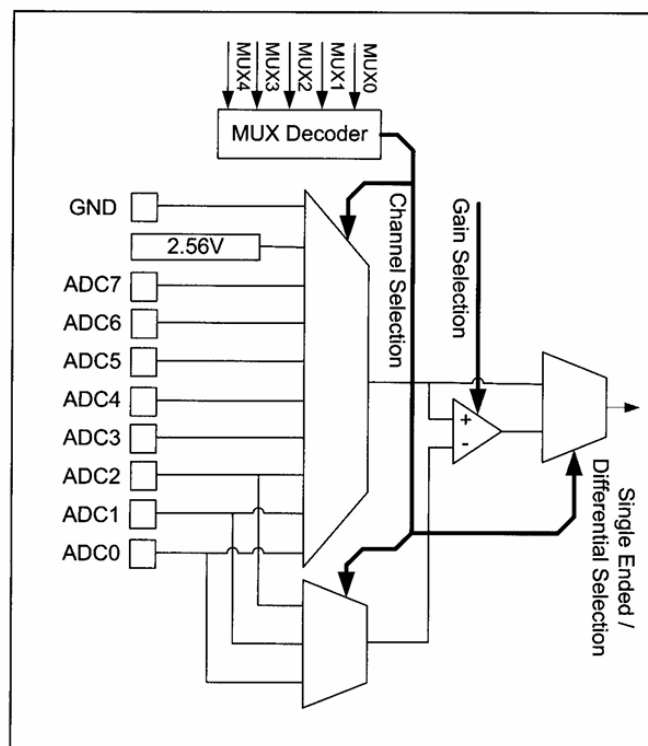 MUX4
MUX3
MUX2
MUX1
MUX0
MUX Decoder
GND
2.56V
ADC7
ADC6
ADC5
ADC4
ADC3
ADC2
ADC1
ADC0
Channel Selection
Gain Selection
+
-
Single Ended /
Differential Selection